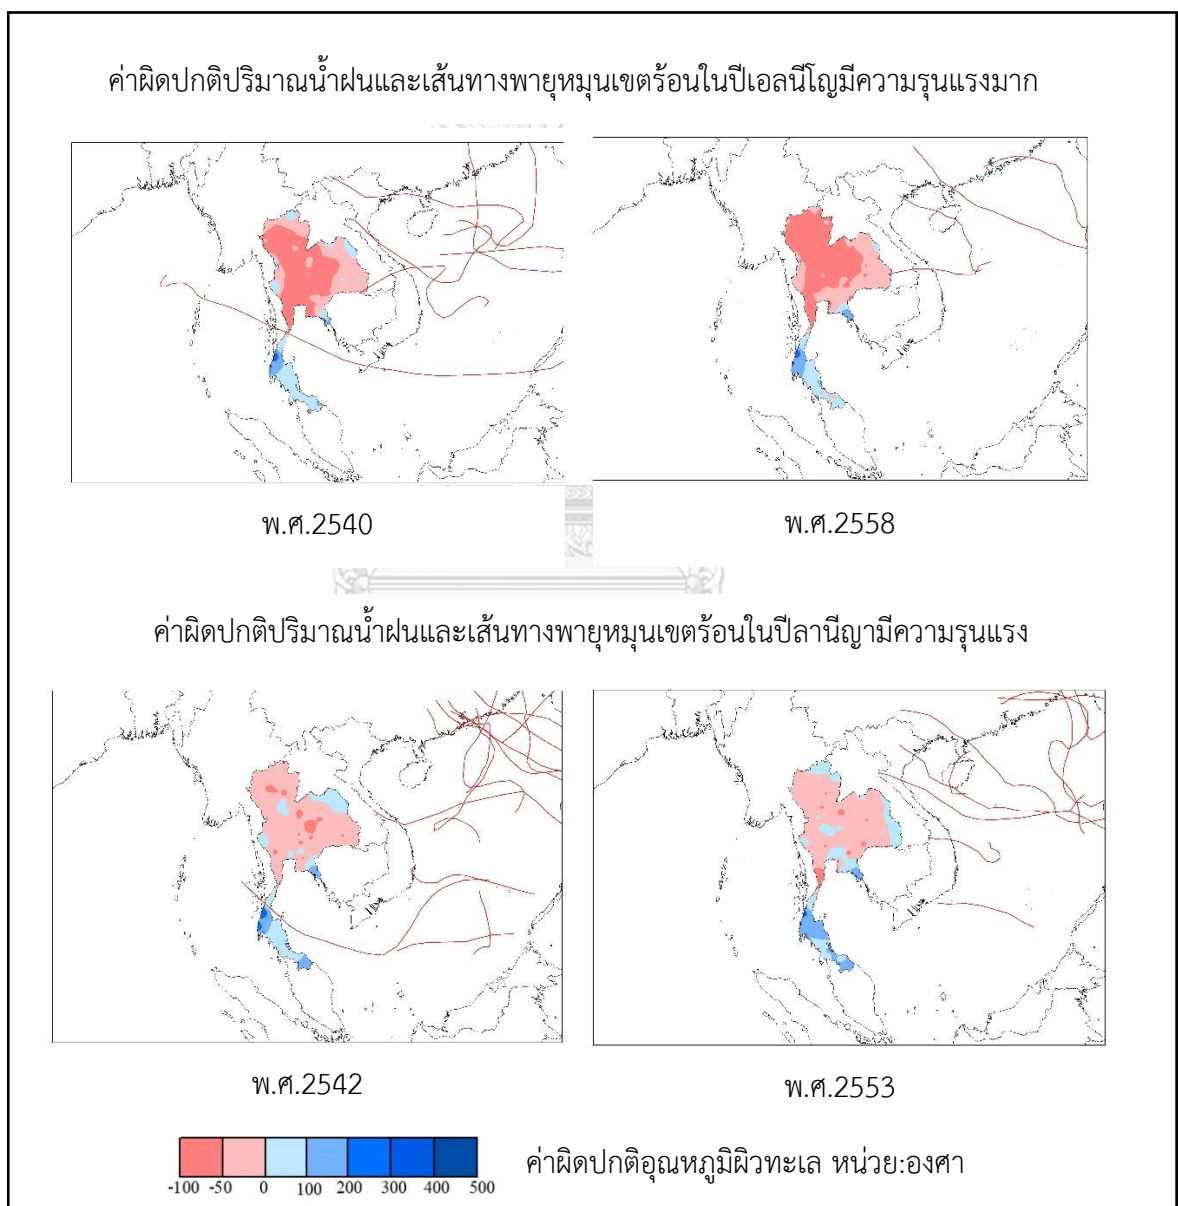 ค่าผิดปกติปริมาณน้ำฝนและเส้นทางพายุหมุนเขตร้อนในปีเอลนีโญมีความรุนแรงมาก
พ.ศ.2540 พ.ศ.2558
ค่าผิดปกติปริมาณน้ำฝนและเส้นทางพายุหมุนเขตร้อนในปีลานีญามีความรุนแรง
พ.ศ.2542 พ.ศ.2553
ค่าผิดปกติอุณหภูมิผิวทะเล หน่วย:องศา
-100 -50 0 100 200 300 400 500